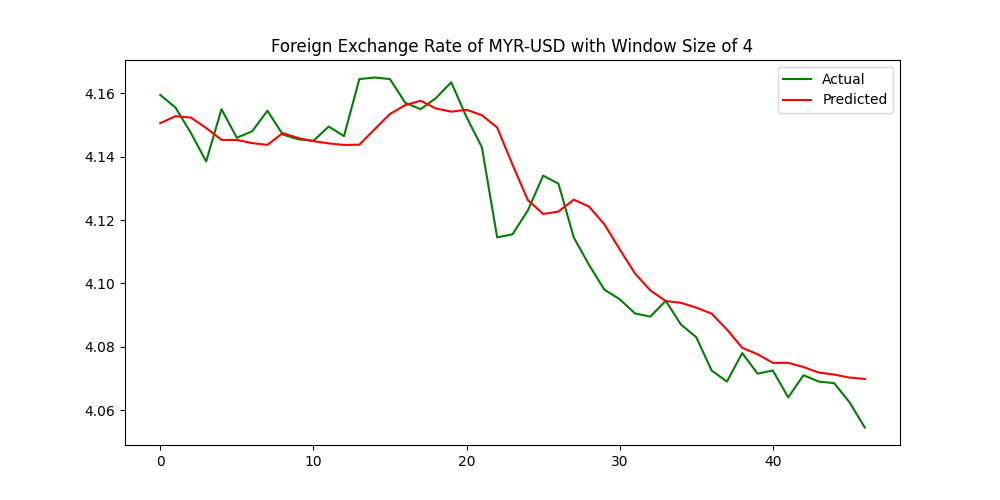 Foreign Exchange Rate of MYR-USD with Window Size of 4
Actual
Predicted
4.16
4.14
4.12
4.10
4.08
4.06
0 10 20 30 40